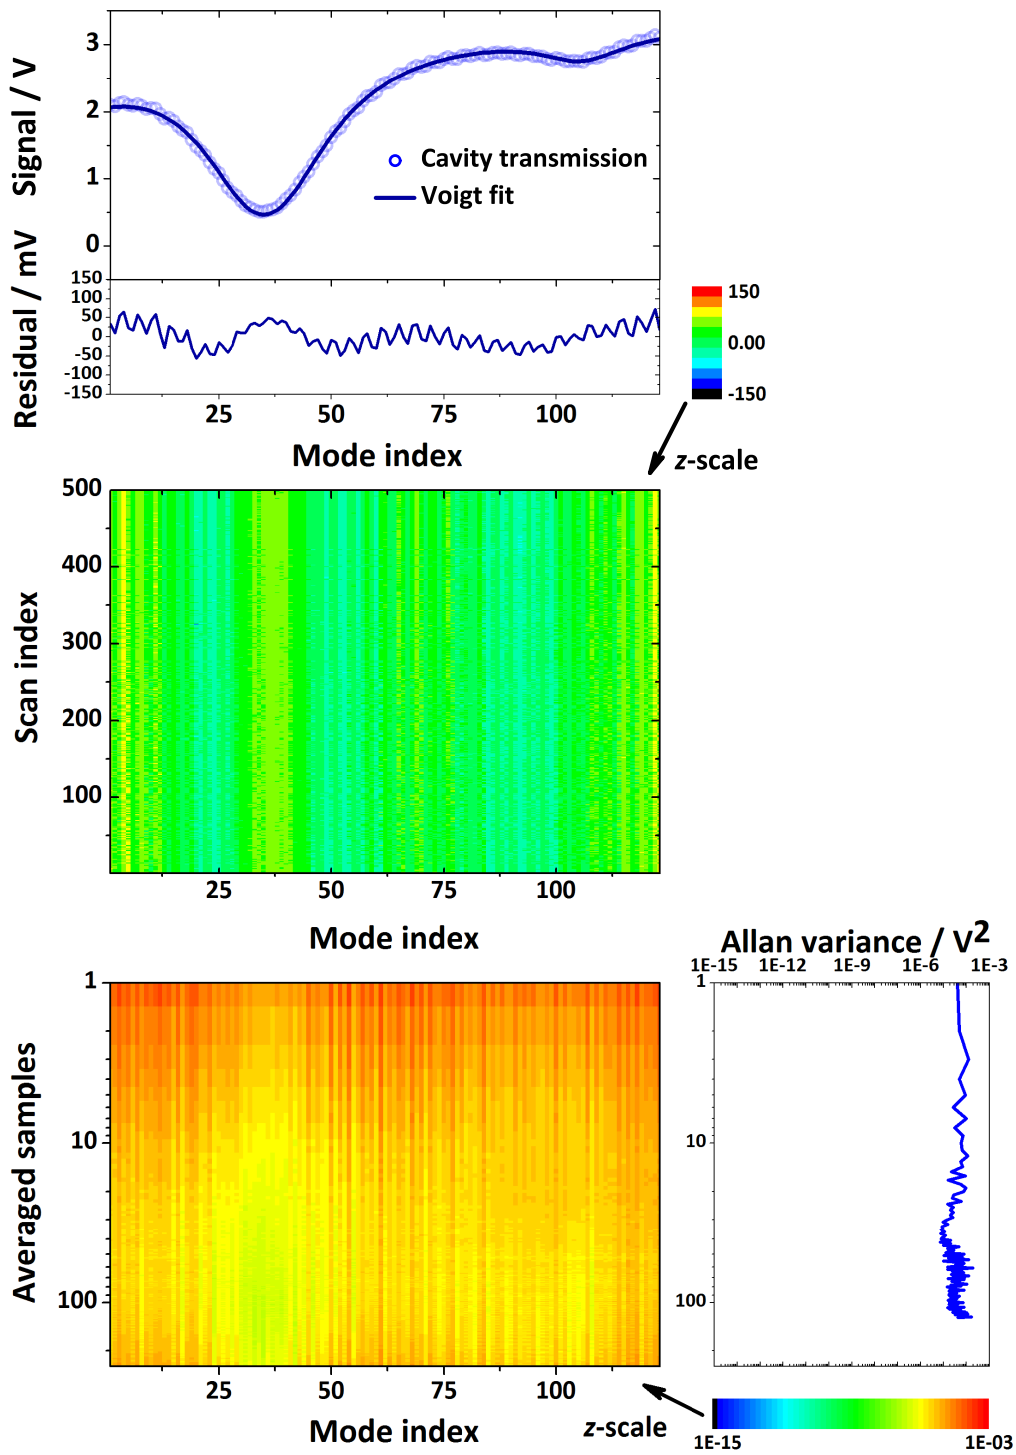 Signal / V
3
2
1
0
Cavity transmission
Voigt fit
Residual / mV
150
100
50
0
-50
-100
-150
25 50 75 100
Mode index
150
0.00
-150
z-scale
Scan index
500
400
300
200
100
25 50 75 100
Mode index
Averaged samples
1
10
100
25 50 75 100
Mode index
Allan variance / V2
1E-15 1E-12 1E-9 1E-6 1E-3
1
10
100
z-scale
1E-15 1E-03